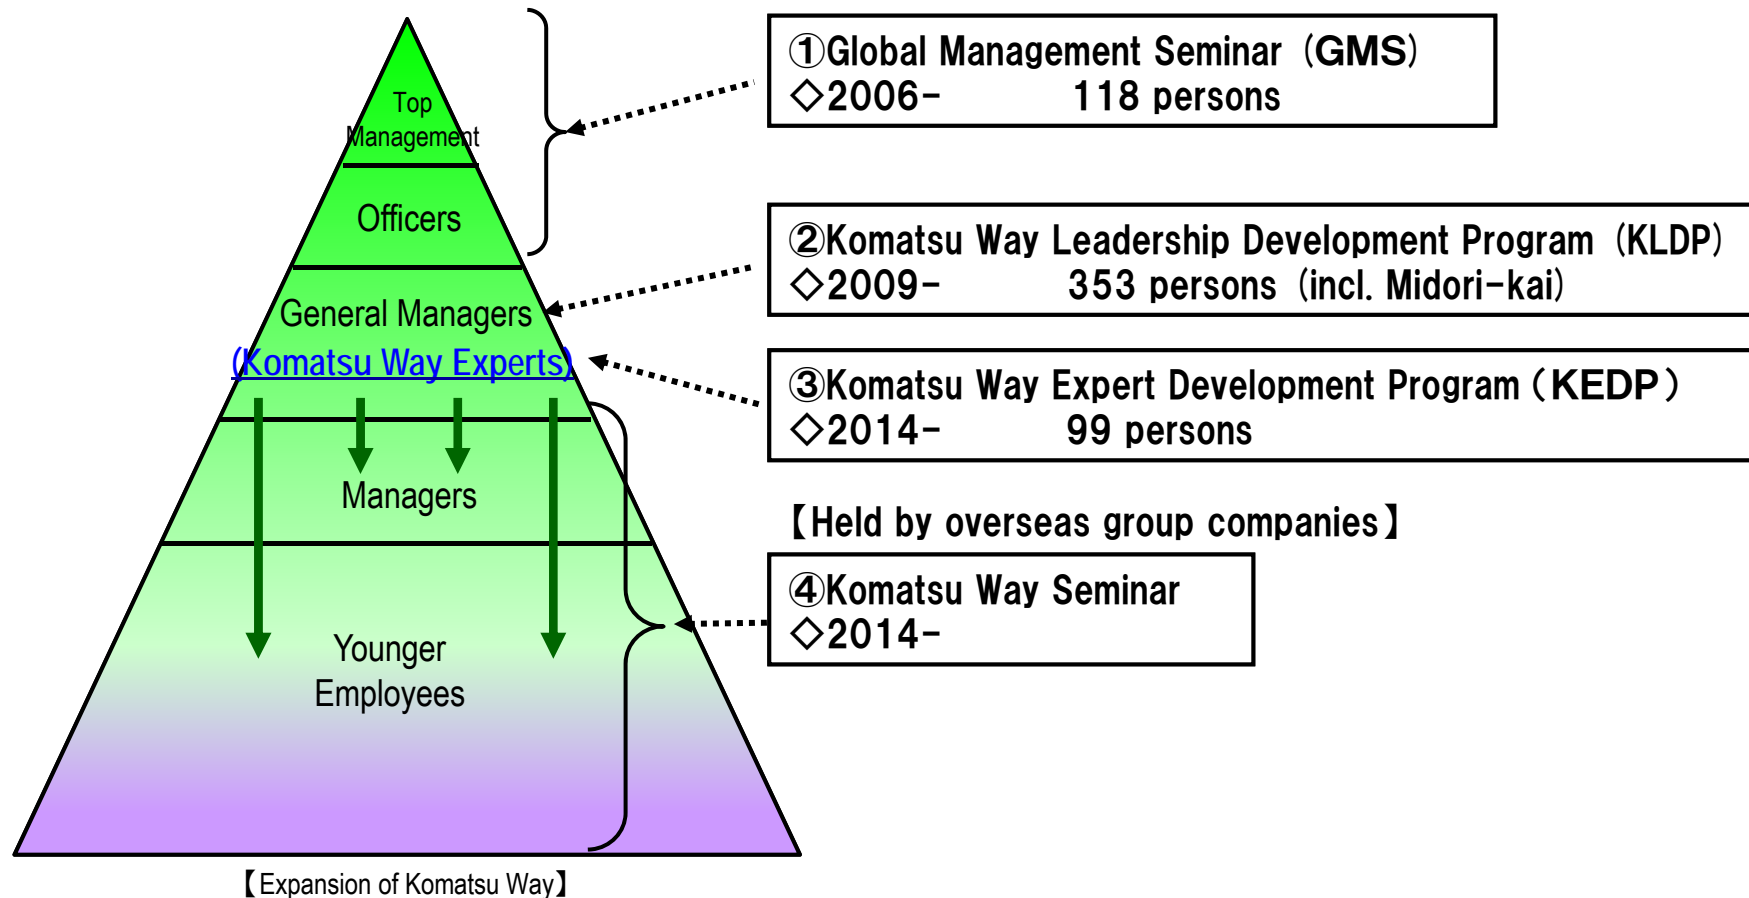 Top
Management
Officers
General Managers
(Komatsu Way Experts)
Managers
Younger
Employees
【Expansion of Komatsu Way】
①Global Management Seminar (GMS)
◇2006- 118 persons
②Komatsu Way Leadership Development Program (KLDP)
◇2009- 353 persons (incl. Midori-kai)
③Komatsu Way Expert Development Program (KEDP)
◇2014- 99 persons
【Held by overseas group companies】
④Komatsu Way Seminar
◇2014-